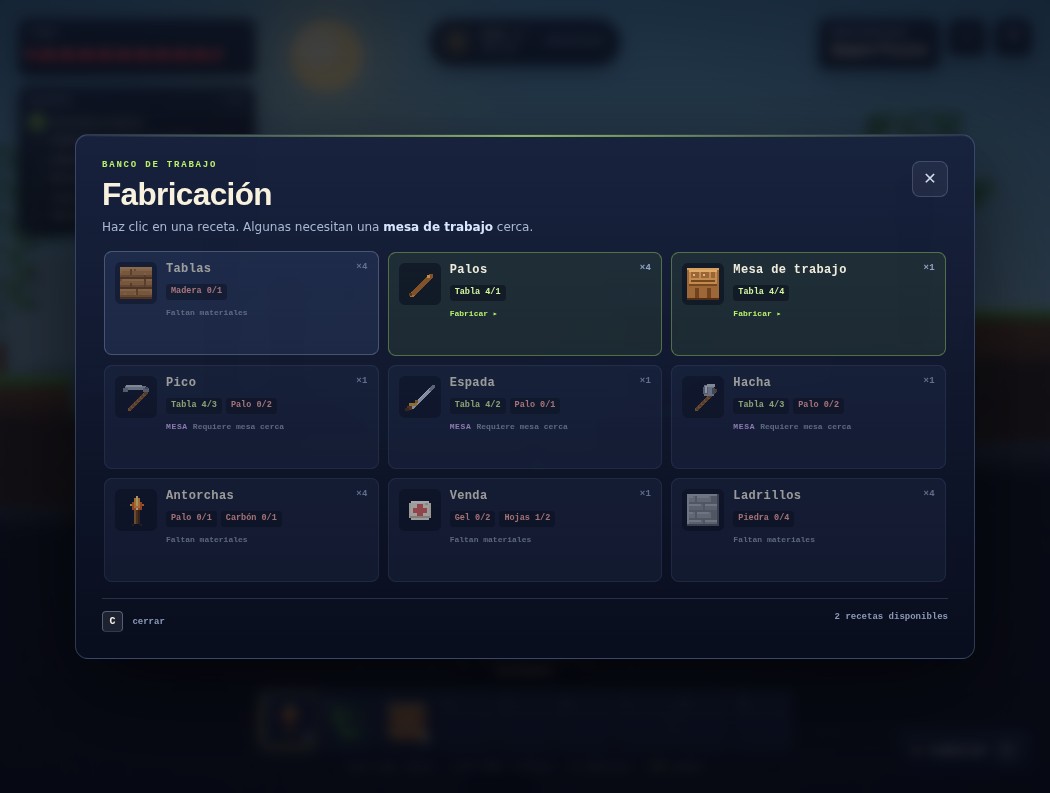 BANCO DE TRABAJO
Fabricación
Haz clic en una receta. Algunas necesitan una mesa de trabajo cerca.
×
Tablas ×4
Madera 0/1
Faltan materiales
Palos ×4
Tabla 4/1
Fabricar ▸
Mesa de trabajo ×1
Tabla 4/4
Fabricar ▸
Pico ×1
Tabla 4/3 Palo 0/2
MESA Requiere mesa cerca
Espada ×1
Tabla 4/2 Palo 0/1
MESA Requiere mesa cerca
Hacha ×1
Tabla 4/3 Palo 0/2
MESA Requiere mesa cerca
Antorchas ×4
Palo 0/1 Carbón 0/1
Faltan materiales
Venda ×1
Gel 0/2 Hojas 1/2
Faltan materiales
Ladrillos ×4
Piedra 0/4
Faltan materiales
C cerrar
2 recetas disponibles